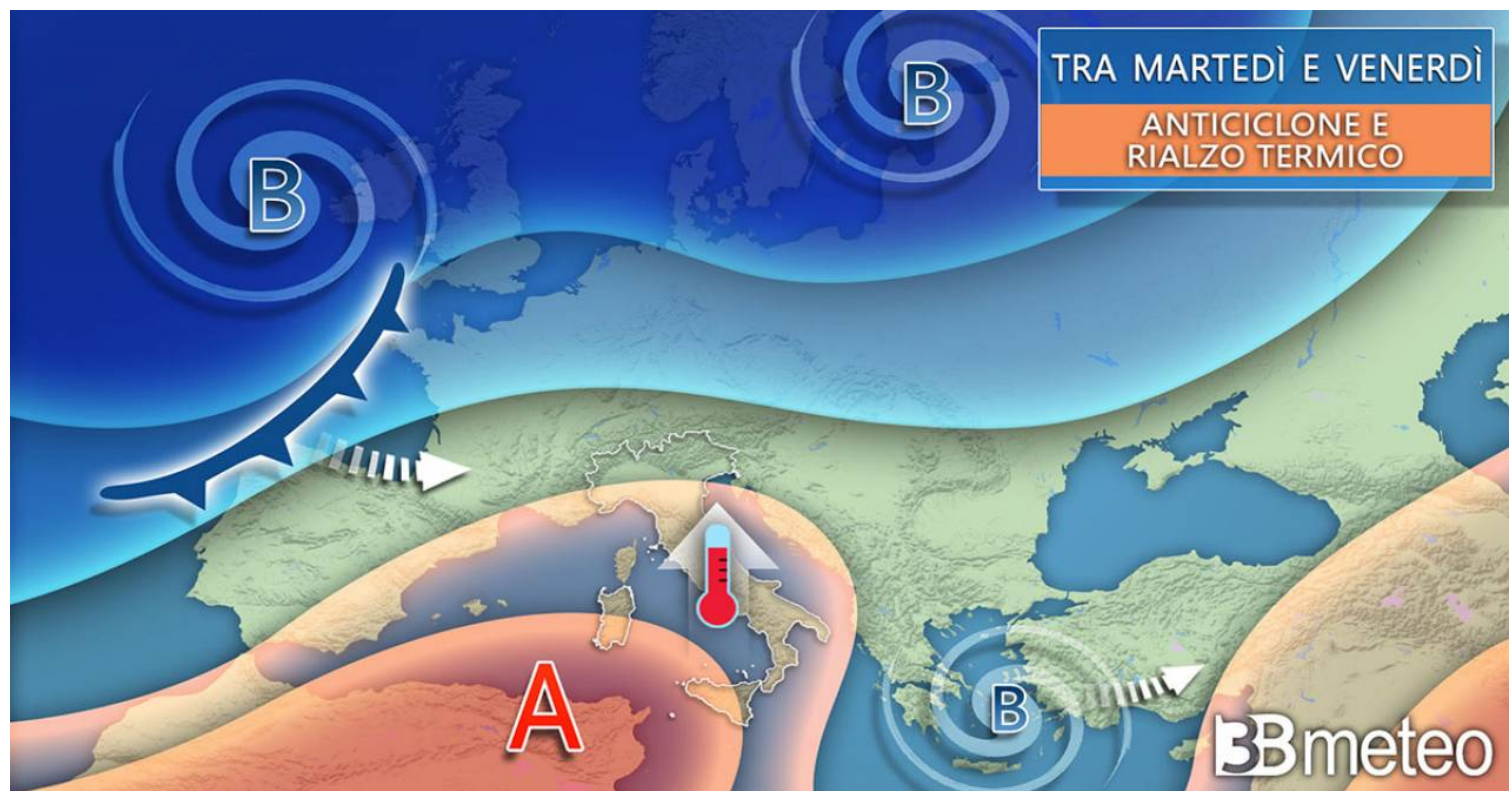 B
B
TRA MARTEDÌ E VENERDÌ
ANTICICLONE E
RIALZO TERMICO
A
B
3Bmeteo